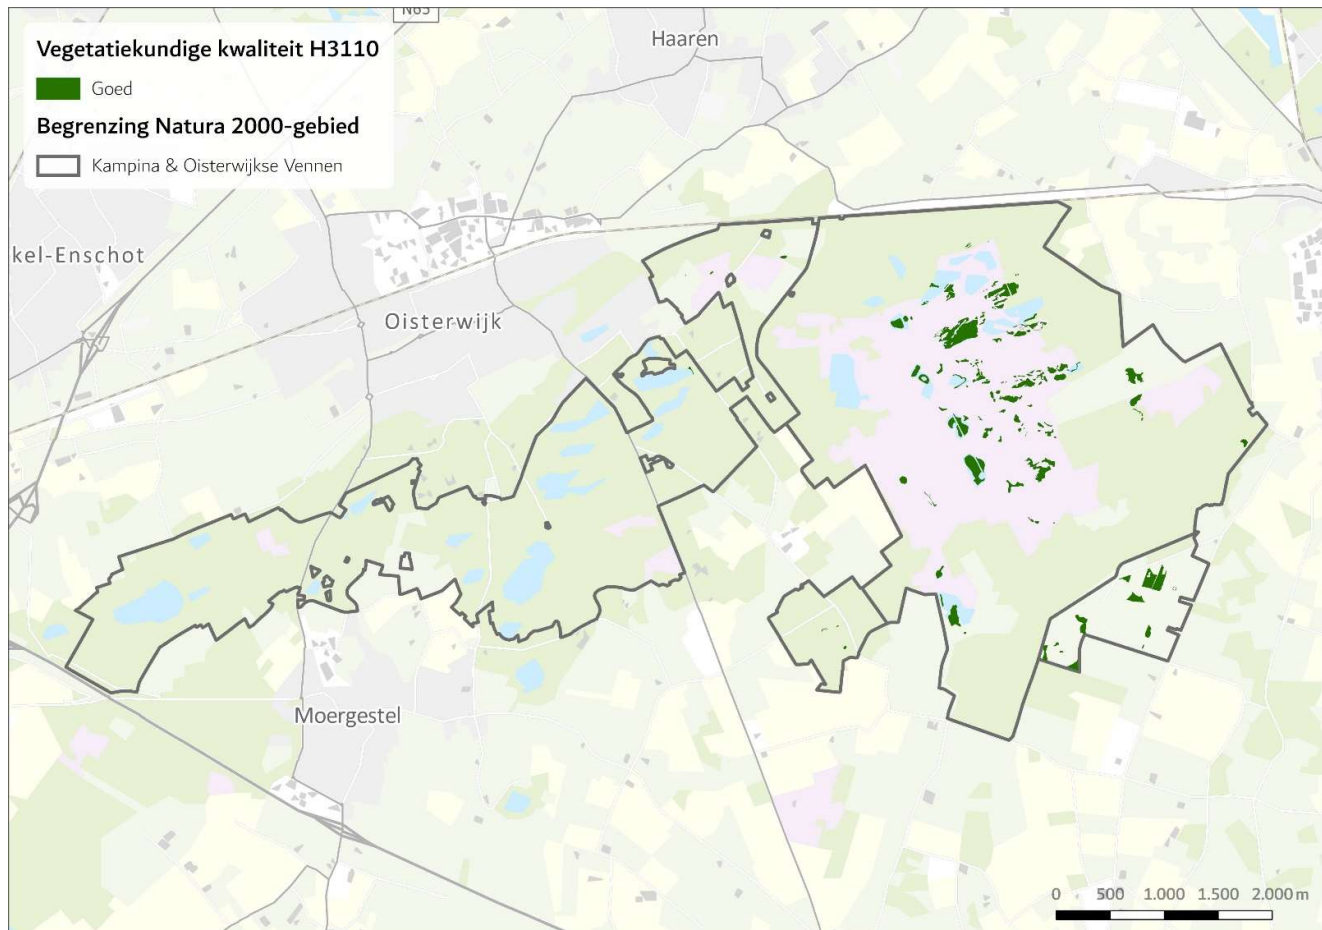 Vegetatiekundige kwaliteit H3110
Goed
Begrenzing Natura 2000-gebied
Kampina & Oisterwijkse Vennen
N65
Haaren
kel-Enschot
Oisterwijk
Moergestel
0 500 1.000 1.500 2.000 m